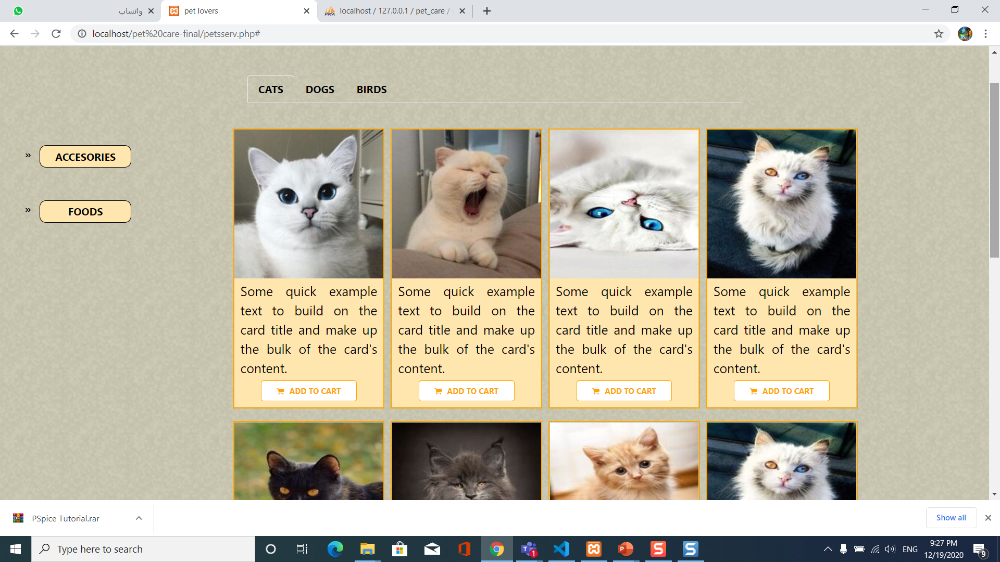 واتساب
pet lovers
localhost / 127.0.0.1 / pet_care /
localhost/pet%20care-final/petsserv.php#
CATS
DOGS
BIRDS
» ACCESORIES
» FOODS
Some quick example
text to build on the
card title and make up
the bulk of the card's
content.
ADD TO CART
Some quick example
text to build on the
card title and make up
the bulk of the card's
content.
ADD TO CART
Some quick example
text to build on the
card title and make up
the bulk of the card's
content.
ADD TO CART
Some quick example
text to build on the
card title and make up
the bulk of the card's
content.
ADD TO CART
PSpice Tutorial.rar
Show all
Type here to search
1
ENG
9:27 PM
12/19/2020
9